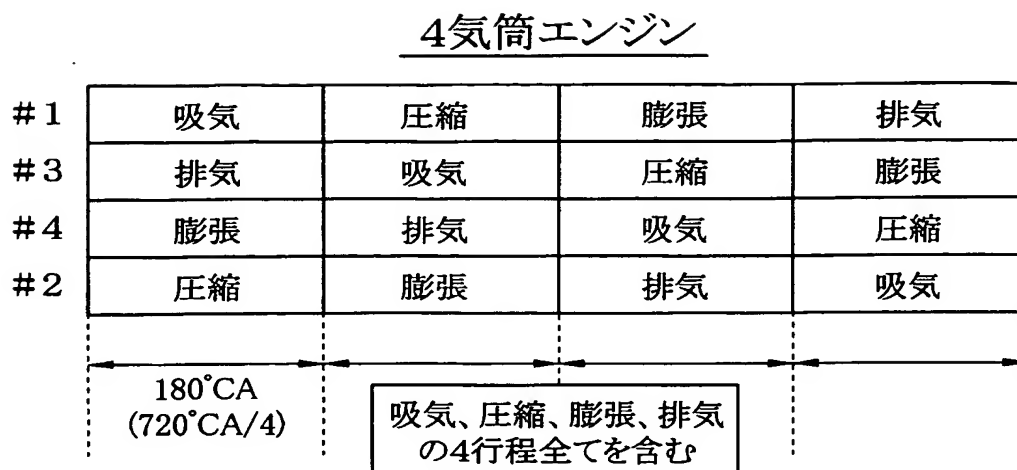 4気筒エンジン
#1 吸気 圧縮 膨張 排気
#3 排気 吸気 圧縮 膨張
#4 膨張 排気 吸気 圧縮
#2 圧縮 膨張 排気 吸気
180°CA
(720°CA/4)
吸気、圧縮、膨張、排気
の4行程全てを含む